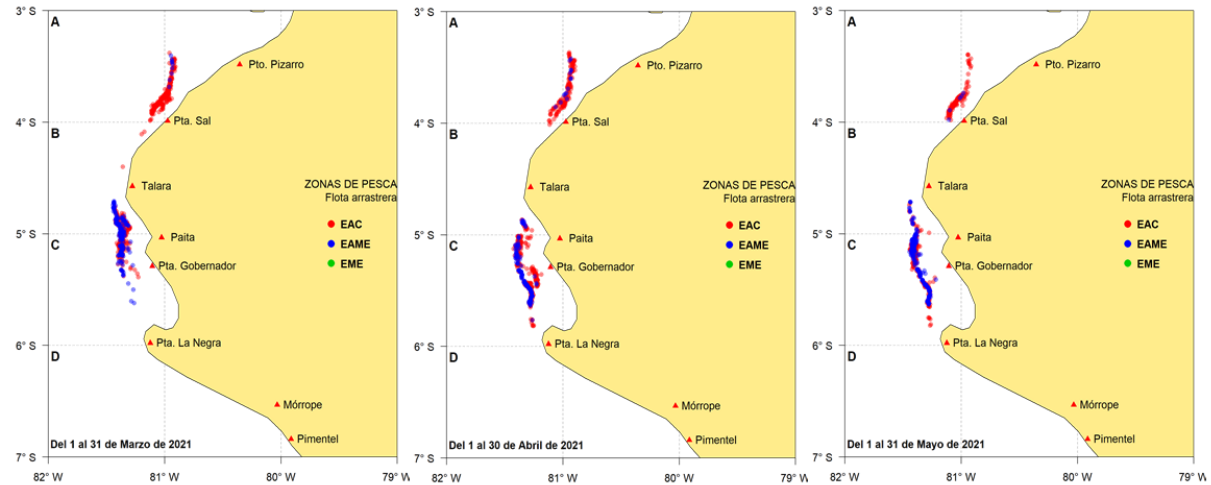 3° S
A
Pto. Pizarro
4° S
Pta. Sal
B
Talara
ZONAS DE PESCA
Flota arrastrera
EAC
5° S
C
Paita
EAME
Pta. Gobernador
EME
6° S
Pta. La Negra
D
Mórrope
Del 1 al 31 de Marzo de 2021
Pimentel
7° S
82° W
81° W
80° W
79° W
3° S
A
Pto. Pizarro
4° S
Pta. Sal
B
Talara
ZONAS DE PESCA
Flota arrastrera
EAC
5° S
C
Paita
EAME
Pta. Gobernador
EME
6° S
Pta. La Negra
D
Mórrope
Del 1 al 30 de Abril de 2021
Pimentel
7° S
82° W
81° W
80° W
79° W
3° S
A
Pto. Pizarro
4° S
Pta. Sal
B
Talara
ZONAS DE PESCA
Flota arrastrera
EAC
5° S
C
Paita
EAME
Pta. Gobernador
EME
6° S
Pta. La Negra
D
Mórrope
Del 1 al 31 de Mayo de 2021
Pimentel
7° S
82° W
81° W
80° W
79° W